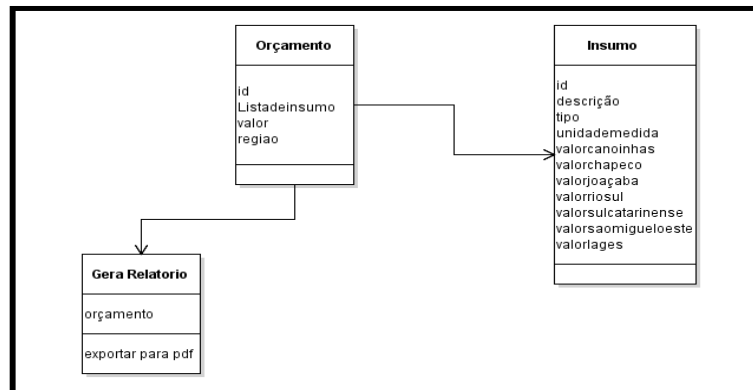 Orçamento
id
Listadeinsumo
valor
regiao
Insumo
id
descrição
tipo
unidademedida
valorcanoinhas
valorchapeco
valorjoaçaba
valorriosul
valorsulcatarinense
valorsaomigueloeste
valorlages
Gera Relatorio
orçamento
exportar para pdf